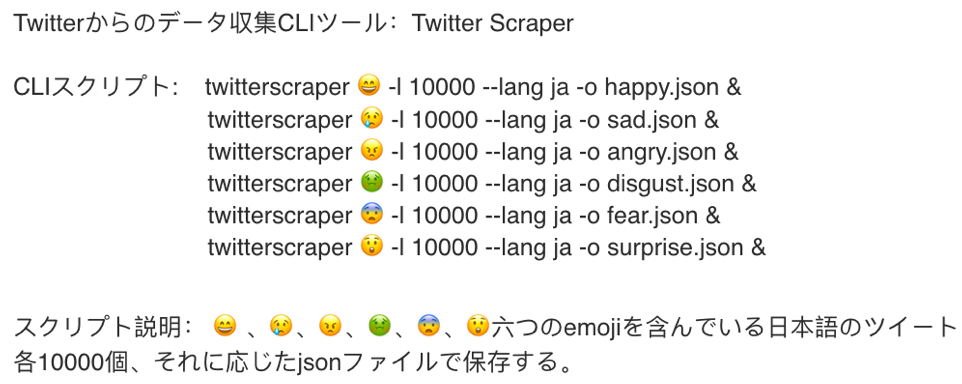 Twitterからのデータ収集CLIツール：Twitter Scraper
CLIスクリプト： twitterscraper 😄 -l 10000 --lang ja -o happy.json &
twitterscraper 😢 -l 10000 --lang ja -o sad.json &
twitterscraper 😠 -l 10000 --lang ja -o angry.json &
twitterscraper 🤢 -l 10000 --lang ja -o disgust.json &
twitterscraper 😨 -l 10000 --lang ja -o fear.json &
twitterscraper 😲 -l 10000 --lang ja -o surprise.json &
スクリプト説明： 😄 、😢、😠、🤢、😨、😲六つのemojiを含んでいる日本語のツイート
各10000個、それに応じたjsonファイルで保存する。